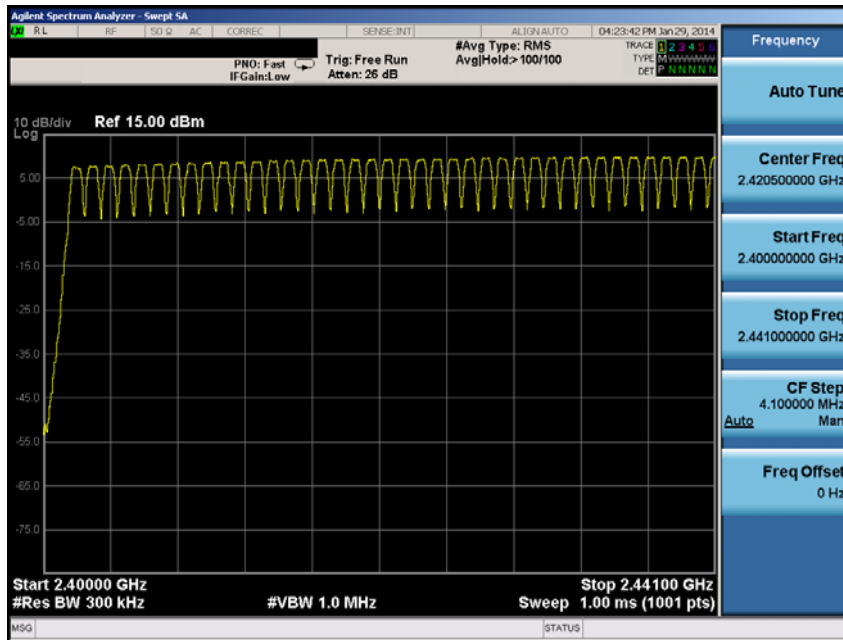 Agilent Spectrum Analyzer - Swept SA
RL RF 50 Ω AC CORREC SENSE:INT ALIGN AUTO 04:23:42 PM Jan 29, 2014
PNO: Fast Trig: Free Run #Avg Type: RMS TRACE 1 2 3 4 5 6
IFGain:Low Atten: 26 dB Avg|Hold:>100/100 TYPE M
DET P N N N N N
10 dB/div Ref 15.00 dBm
Log
5.00
-5.00
-15.0
-25.0
-35.0
-45.0
-55.0
-65.0
-75.0
Start 2.40000 GHz Stop 2.44100 GHz
#Res BW 300 kHz #VBW 1.0 MHz Sweep 1.00 ms (1001 pts)
MSG STATUS
Frequency
Auto Tune
Center Freq
2.420500000 GHz
Start Freq
2.400000000 GHz
Stop Freq
2.441000000 GHz
CF Step
4.100000 MHz
Auto Man
Freq Offset
0 Hz